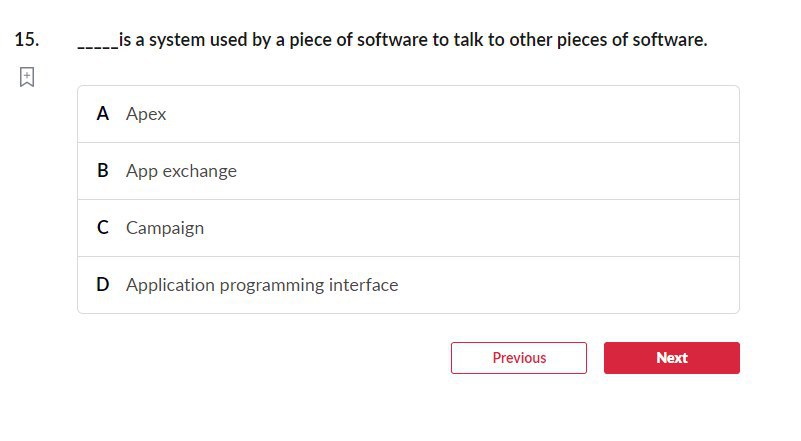 15. _____is a system used by a piece of software to talk to other pieces of software.
A Apex
B App exchange
C Campaign
D Application programming interface
Previous Next